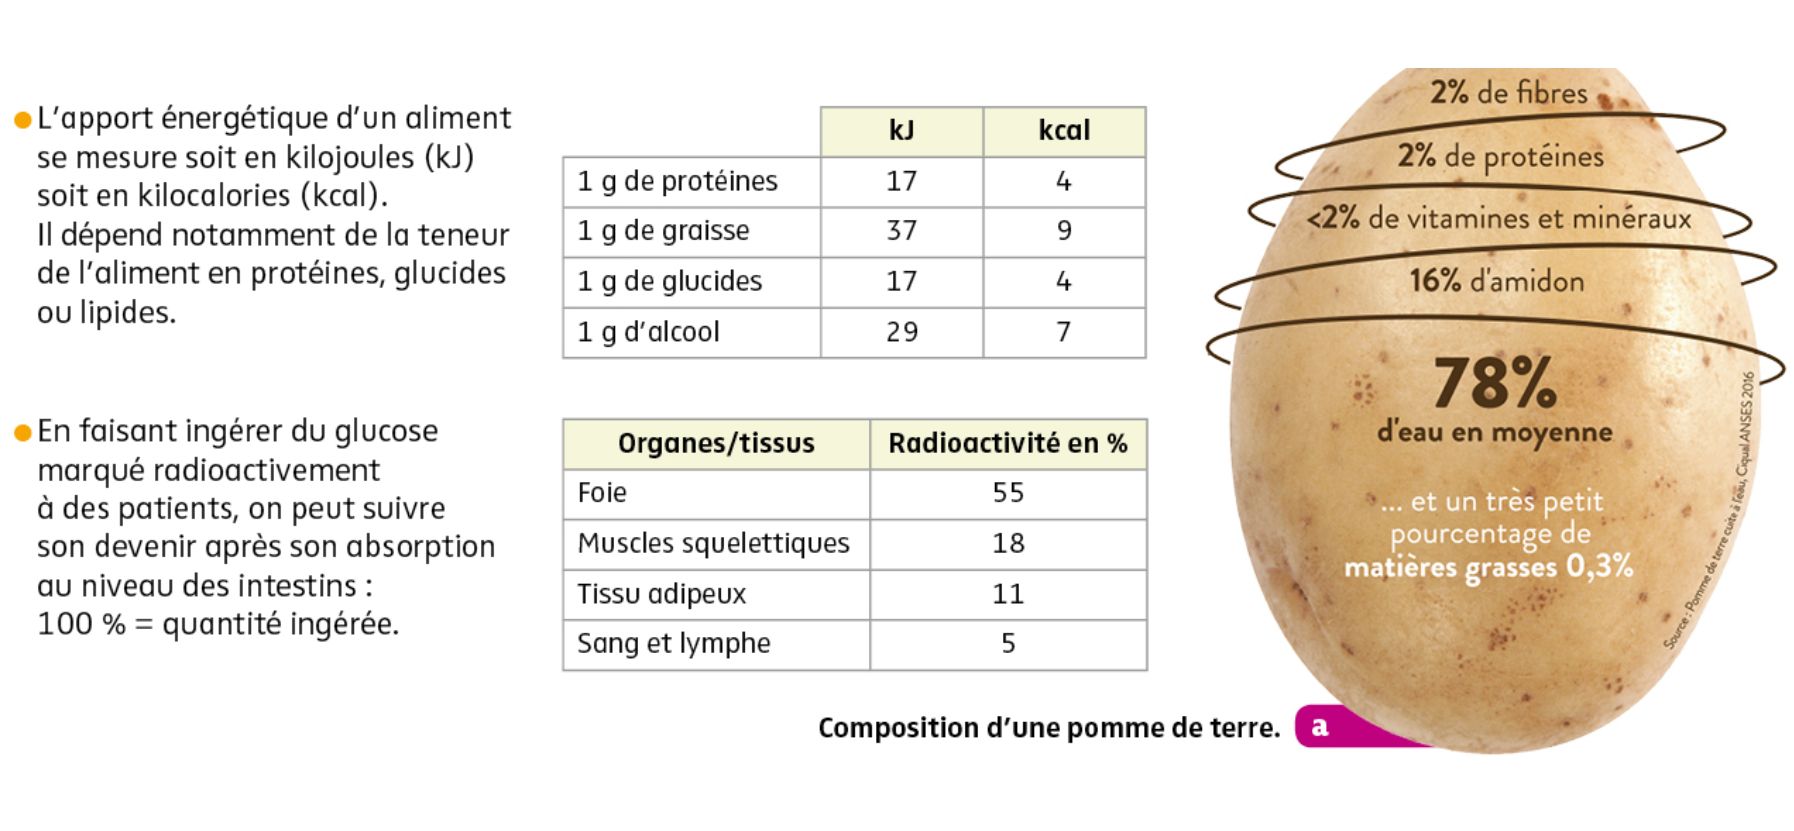 ● L'apport énergétique d'un aliment
se mesure soit en kilojoules (kJ)
soit en kilocalories (kcal).
Il dépend notamment de la teneur
de l'aliment en protéines, glucides
ou lipides.
kJ kcal
1 g de protéines 17 4
1 g de graisse 37 9
1 g de glucides 17 4
1 g d'alcool 29 7
● En faisant ingérer du glucose
marqué radioactivement
à des patients, on peut suivre
son devenir après son absorption
au niveau des intestins :
100 % = quantité ingérée.
Organes/tissus Radioactivité en %
Foie 55
Muscles squelettiques 18
Tissu adipeux 11
Sang et lymphe 5
2% de fibres
2% de protéines
<2% de vitamines et minéraux
16% d'amidon
78%
d'eau en moyenne
... et un très petit
pourcentage de
matières grasses 0,3%
Source : Pomme de terre cuite à l'eau, Ciqual ANSES 2016
Composition d'une pomme de terre. a